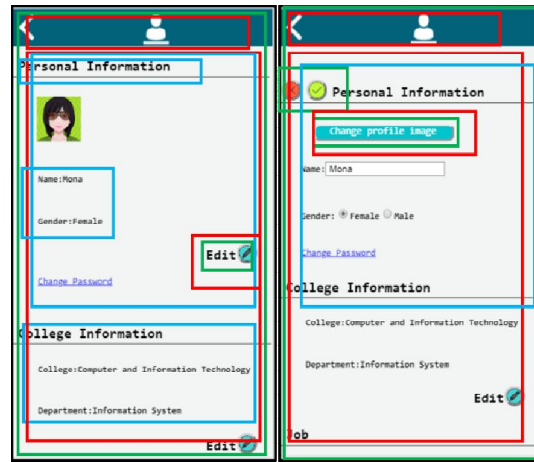 Personal Information
Name:Mona
Gender:Female
Edit
Change Password
College Information
College:Computer and Information Technology
Department:Information System
Edit
Personal Information
Change profile image
Name: Mona
Gender: Female Male
Change Password
College Information
College:Computer and Information Technology
Department:Information System
Edit
Job